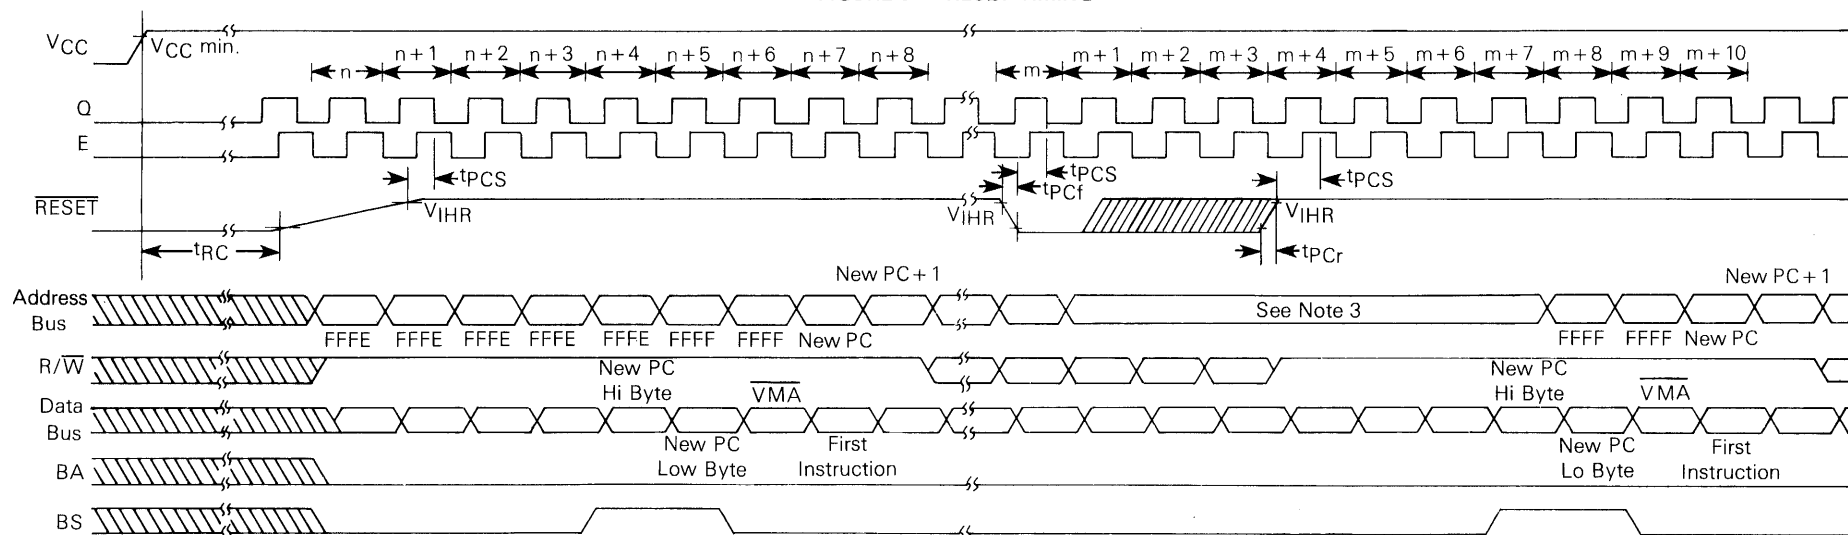 VCC
VCC min.
n n + 1 n + 2 n + 3 n + 4 n + 5 n + 6 n + 7 n + 8 m m + 1 m + 2 m + 3 m + 4 m + 5 m + 6 m + 7 m + 8 m + 9 m + 10
Q
E
tPCS tPCS tPCS
tPCf
RESET
VIHR VIHR VIHR
tRC tPCr
New PC + 1 New PC + 1
Address
Bus
See Note 3
FFFE FFFE FFFE FFFE FFFE FFFF FFFF New PC FFFF FFFF New PC
R/W
New PC New PC
Hi Byte VMA Hi Byte VMA
Data
Bus
New PC First New PC First
Low Byte Instruction Lo Byte Instruction
BA
BS